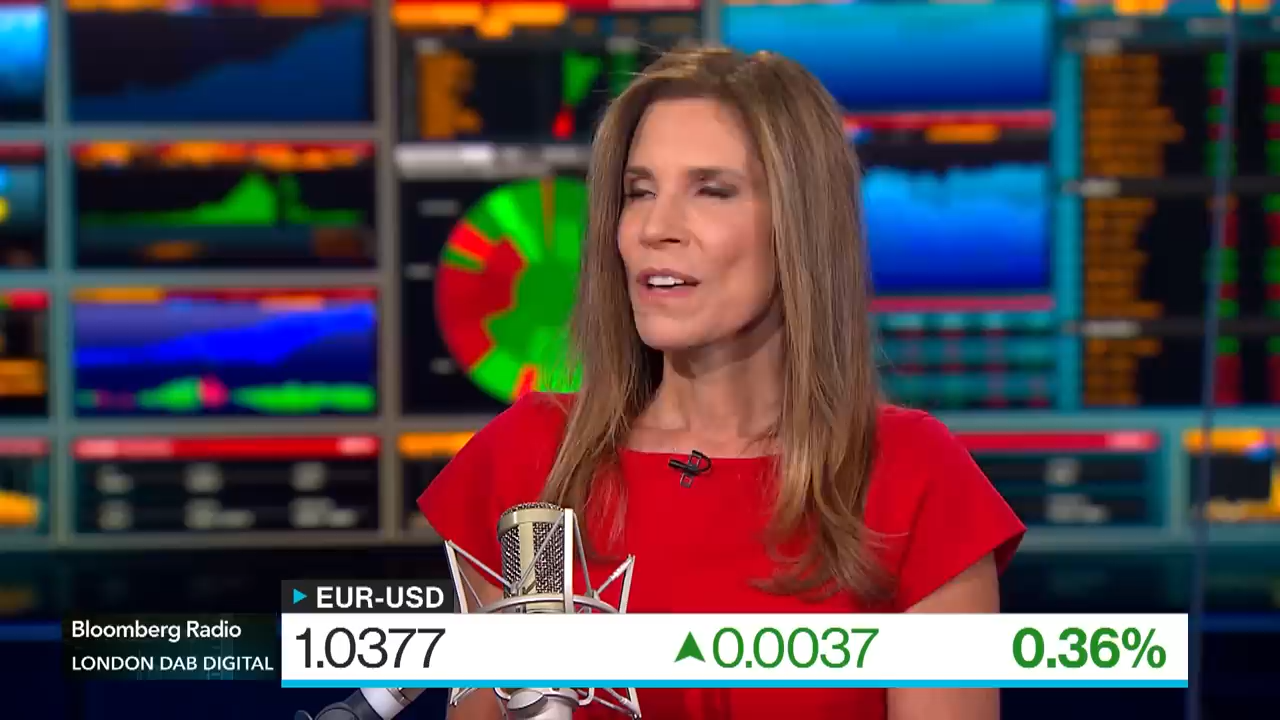 EUR-USD
Bloomberg Radio
LONDON DAB DIGITAL
1.0377 ▲0.0037 0.36%